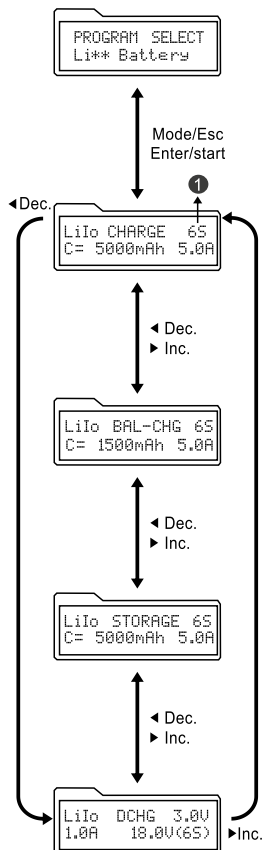 PROGRAM SELECT
Li** Battery
Mode/Esc
Enter/start
1
◄Dec.
LiIo CHARGE 6S
C= 5000mAh 5.0A
◄ Dec.
► Inc.
LiIo BAL-CHG 6S
C= 1500mAh 5.0A
◄ Dec.
► Inc.
LiIo STORAGE 6S
C= 5000mAh 5.0A
◄ Dec.
► Inc.
LiIo DCHG 3.0V
1.0A 18.0V(6S)
►Inc.